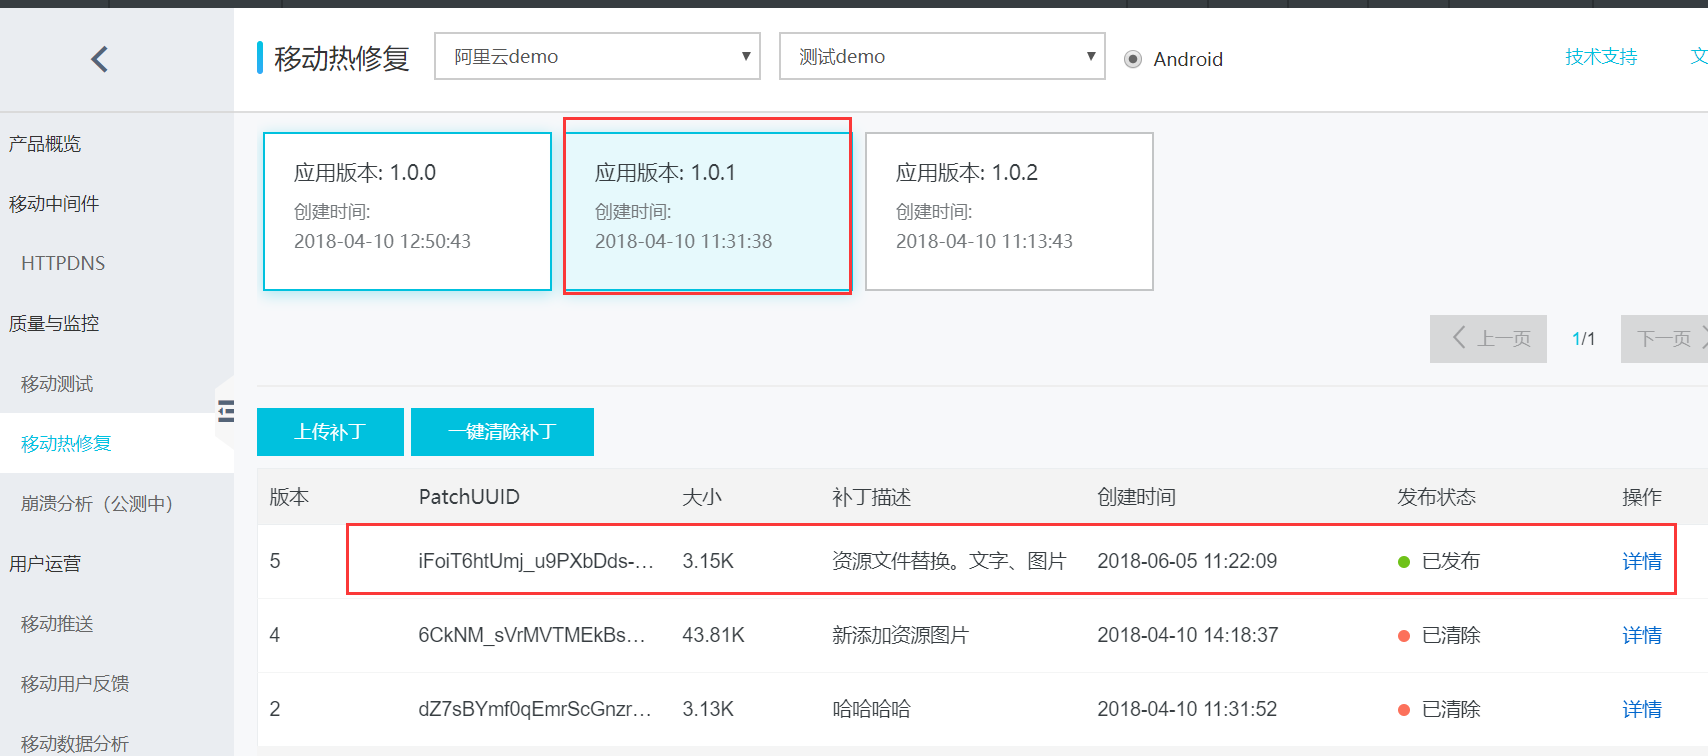 移动热修复
阿里云demo
测试demo
Android
技术支持
产品概览
移动中间件
HTTPDNS
质量与监控
移动测试
移动热修复
崩溃分析（公测中）
用户运营
移动推送
移动用户反馈
移动数据分析
应用版本: 1.0.0
创建时间:
2018-04-10 12:50:43
应用版本: 1.0.1
创建时间:
2018-04-10 11:31:38
应用版本: 1.0.2
创建时间:
2018-04-10 11:13:43
上一页 1/1 下一页
上传补丁 一键清除补丁
版本 PatchUUID 大小 补丁描述 创建时间 发布状态 操作
5 iFoiT6htUmj_u9PXbDds-... 3.15K 资源文件替换。文字、图片 2018-06-05 11:22:09 已发布 详情
4 6CkNM_sVrMVTMEkBs... 43.81K 新添加资源图片 2018-04-10 14:18:37 已清除 详情
2 dZ7sBYmf0qEmrScGnzr... 3.13K 哈哈哈哈 2018-04-10 11:31:52 已清除 详情